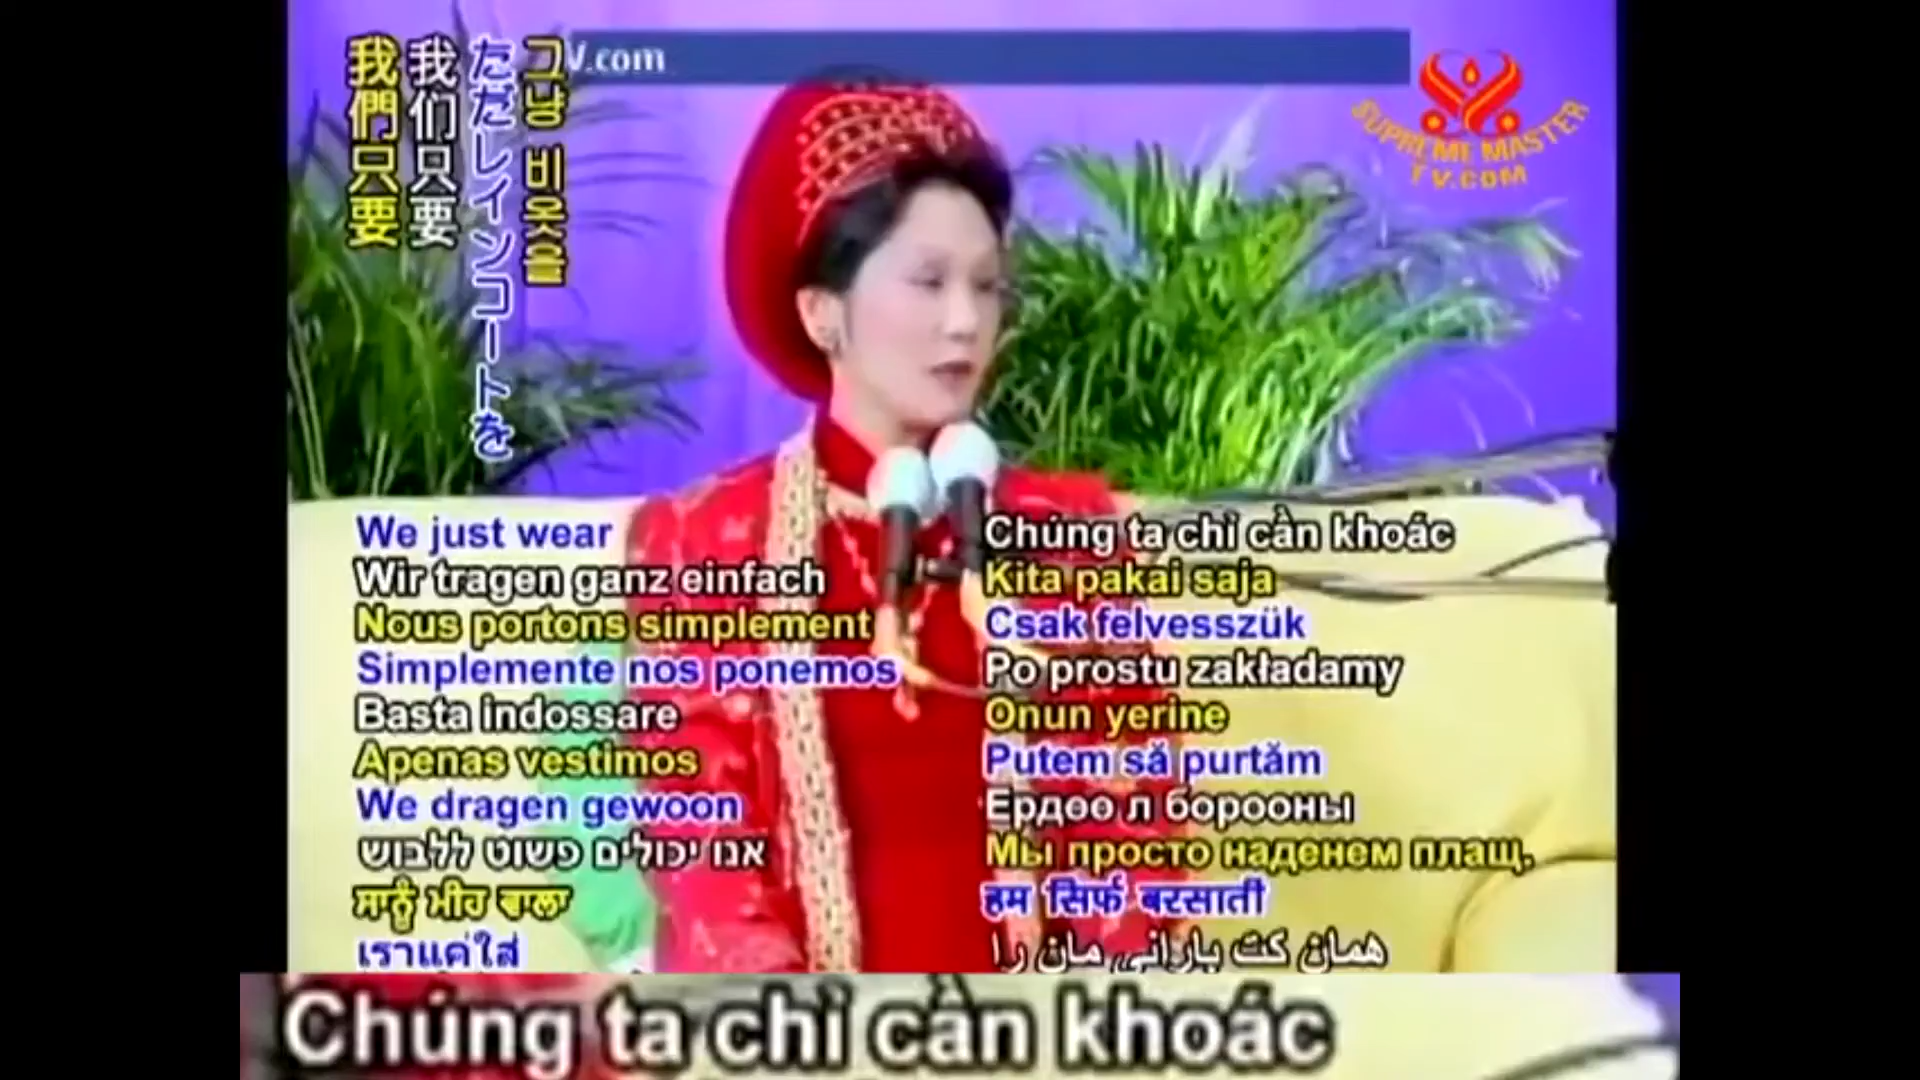 V.com
SUPREME MASTER
TV.COM
我們只要
我们只要
ただレインコートを
그냥 비옷을
We just wear
Wir tragen ganz einfach
Nous portons simplement
Simplemente nos ponemos
Basta indossare
Apenas vestimos
We dragen gewoon
אנו יכולים פשוט ללבוש
ਸਾਨੂੰ ਮੀਹ ਵਾਲਾ
เราแค่ใส่
Chúng ta chỉ cần khoác
Kita pakai saja
Csak felvesszük
Po prostu zakładamy
Onun yerine
Putem să purtăm
Ердөө л борооны
Мы просто наденем плащ.
हम सिर्फ बरसाती
همان کت بارانی مان را
Chúng ta chỉ cần khoác